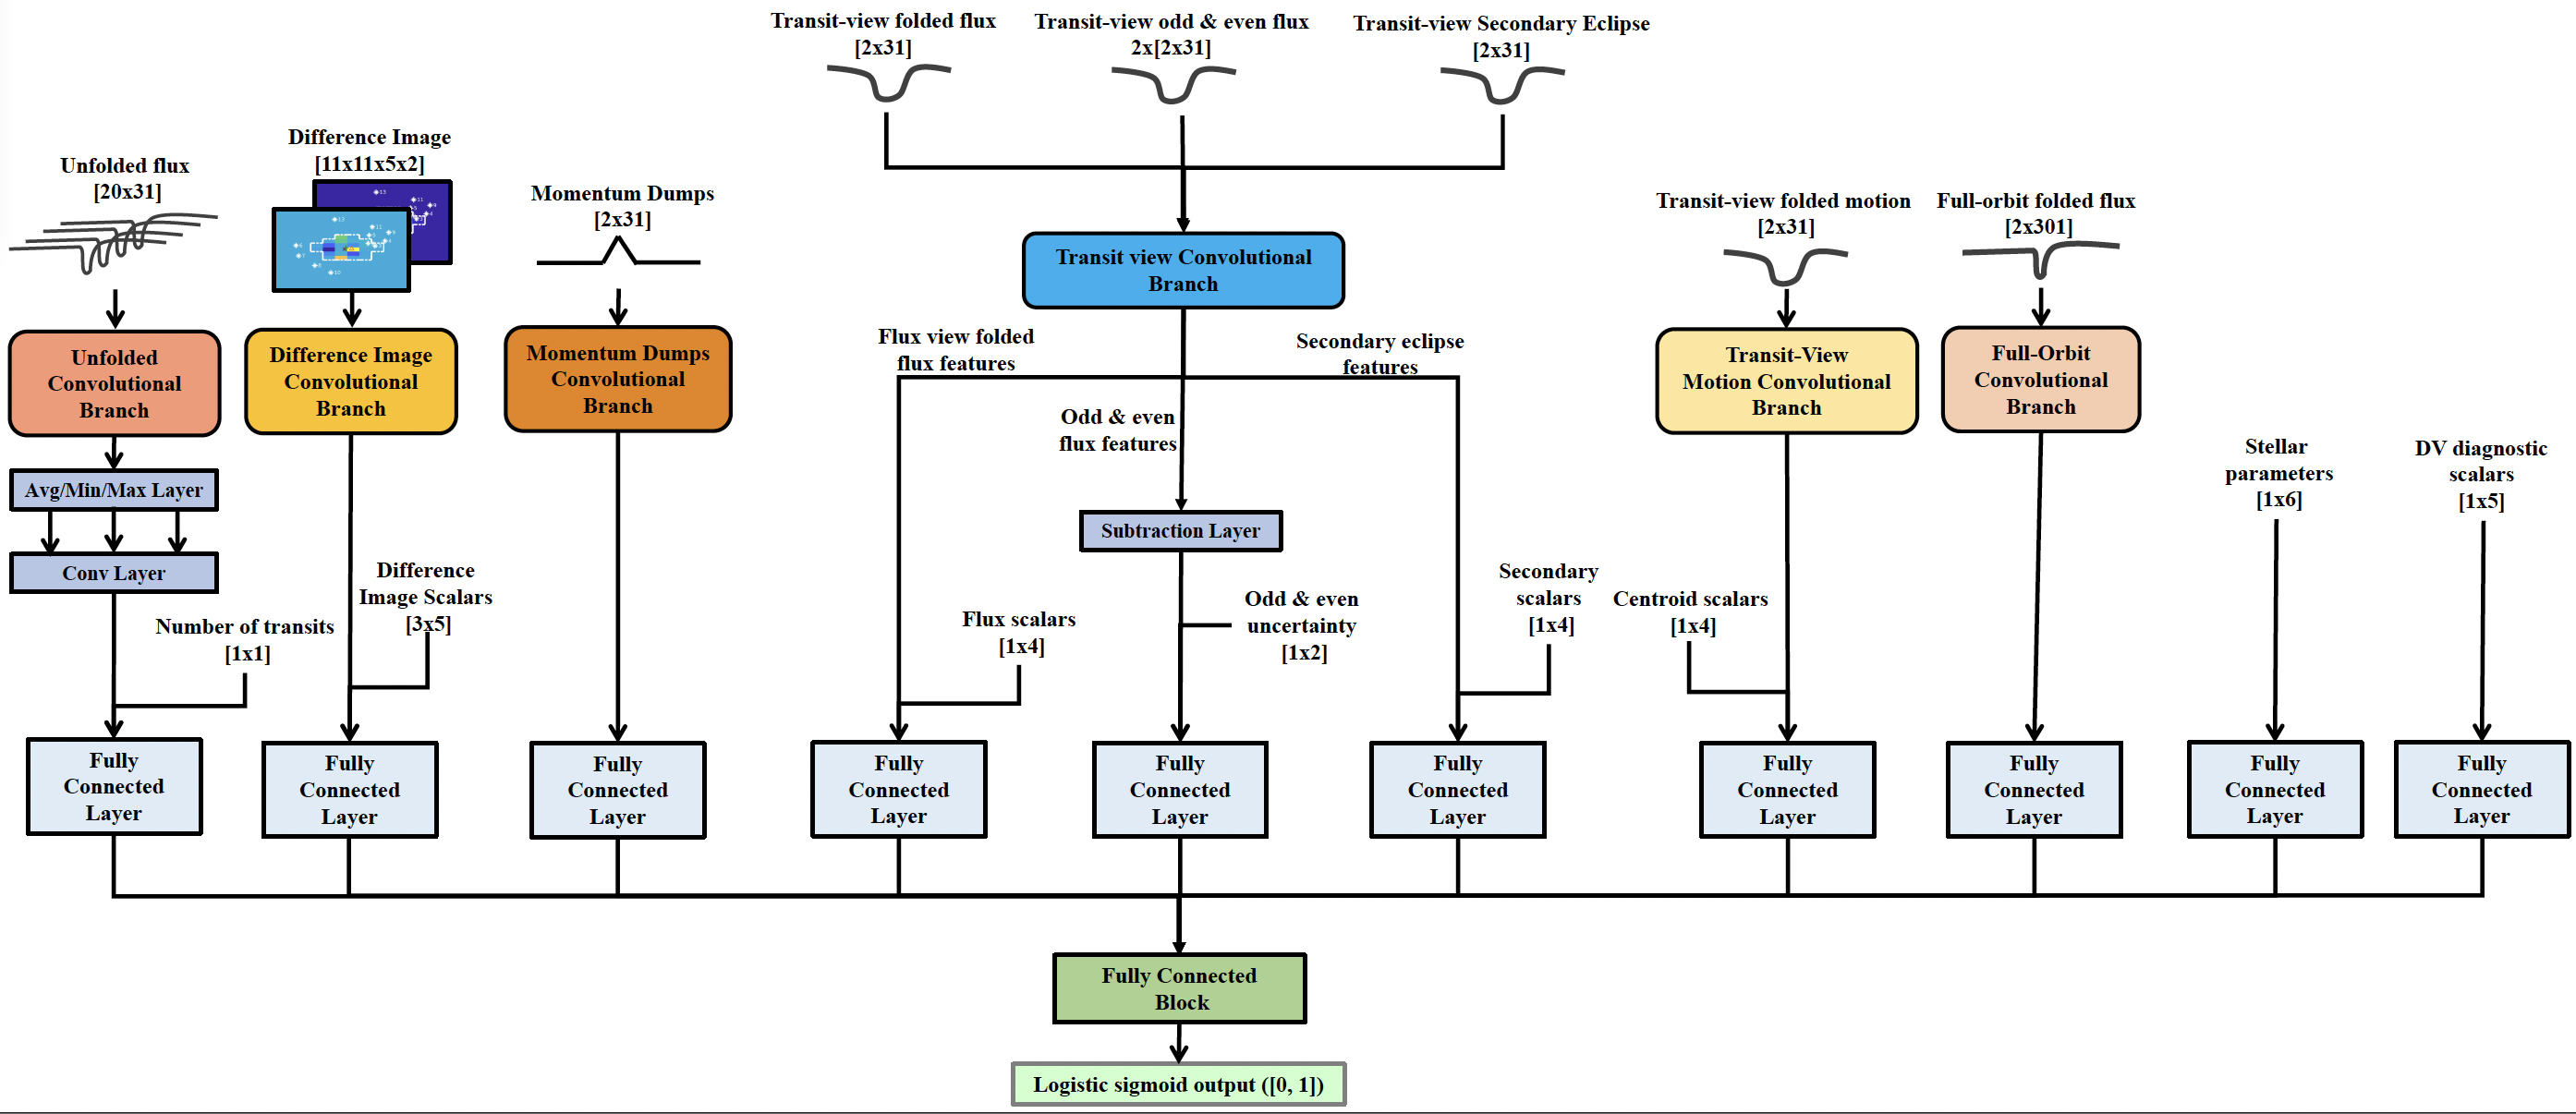 Transit-view folded flux
[2x31]
Transit-view odd & even flux
2x[2x31]
Transit-view Secondary Eclipse
[2x31]
Unfolded flux
[20x31]
Difference Image
[11x11x5x2]
Momentum Dumps
[2x31]
Transit-view folded motion
[2x31]
Full-orbit folded flux
[2x301]
Transit view Convolutional
Branch
Unfolded
Convolutional
Branch
Difference Image
Convolutional
Branch
Momentum Dumps
Convolutional
Branch
Flux view folded
flux features
Secondary eclipse
features
Transit-View
Motion Convolutional
Branch
Full-Orbit
Convolutional
Branch
Odd & even
flux features
Stellar
parameters
[1x6]
DV diagnostic
scalars
[1x5]
Avg/Min/Max Layer
Subtraction Layer
Conv Layer
Number of transits
[1x1]
Difference
Image Scalars
[3x5]
Flux scalars
[1x4]
Odd & even
uncertainty
[1x2]
Secondary
scalars
[1x4]
Centroid scalars
[1x4]
Fully
Connected
Layer
Fully
Connected
Layer
Fully
Connected
Layer
Fully
Connected
Layer
Fully
Connected
Layer
Fully
Connected
Layer
Fully
Connected
Layer
Fully
Connected
Layer
Fully
Connected
Layer
Fully
Connected
Layer
Fully Connected
Block
Logistic sigmoid output ([0, 1])